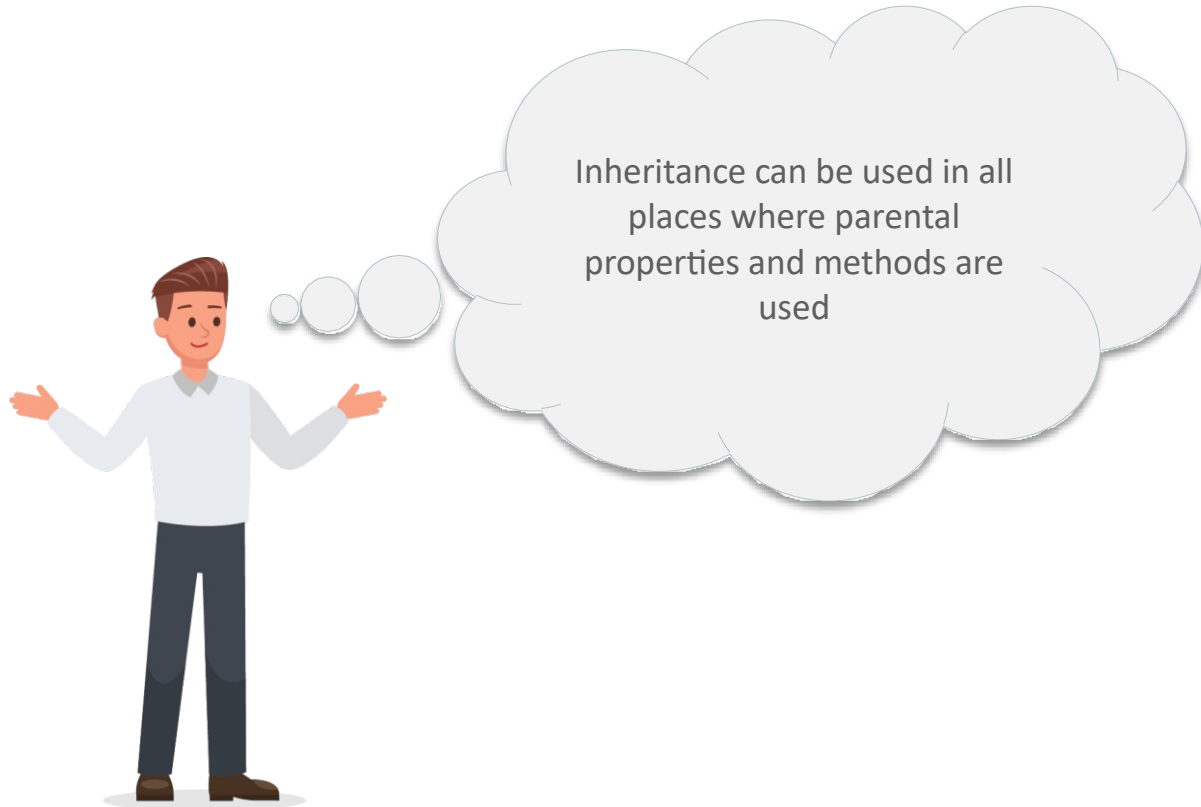 Inheritance can be used in all
places where parental
properties and methods are
used